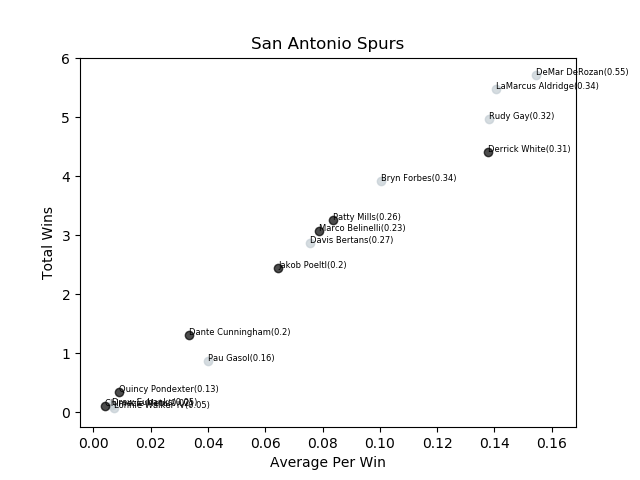 San Antonio Spurs
6
5
4
3
2
1
0
Total Wins
DeMar DeRozan(0.55)
LaMarcus Aldridge(0.34)
Rudy Gay(0.32)
Derrick White(0.31)
Bryn Forbes(0.34)
Patty Mills(0.26)
Marco Belinelli(0.23)
Davis Bertans(0.27)
Jakob Poeltl(0.2)
Dante Cunningham(0.2)
Pau Gasol(0.16)
Quincy Pondexter(0.13)
Drew Eubanks(0.05)
Lonnie Walker IV(0.05)
0.00 0.02 0.04 0.06 0.08 0.10 0.12 0.14 0.16
Average Per Win